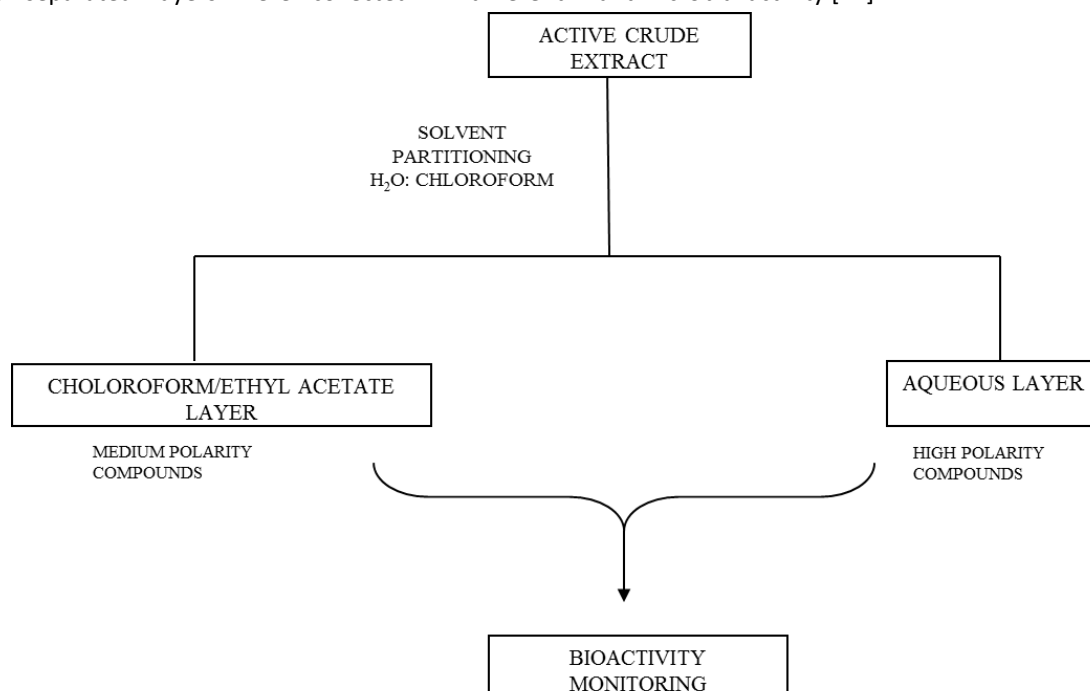 ACTIVE CRUDE
EXTRACT
SOLVENT
PARTITIONING
H₂O: CHLOROFORM
CHOLOROFORM/ETHYL ACETATE
LAYER
AQUEOUS LAYER
MEDIUM POLARITY
COMPOUNDS
HIGH POLARITY
COMPOUNDS
BIOACTIVITY
MONITORING